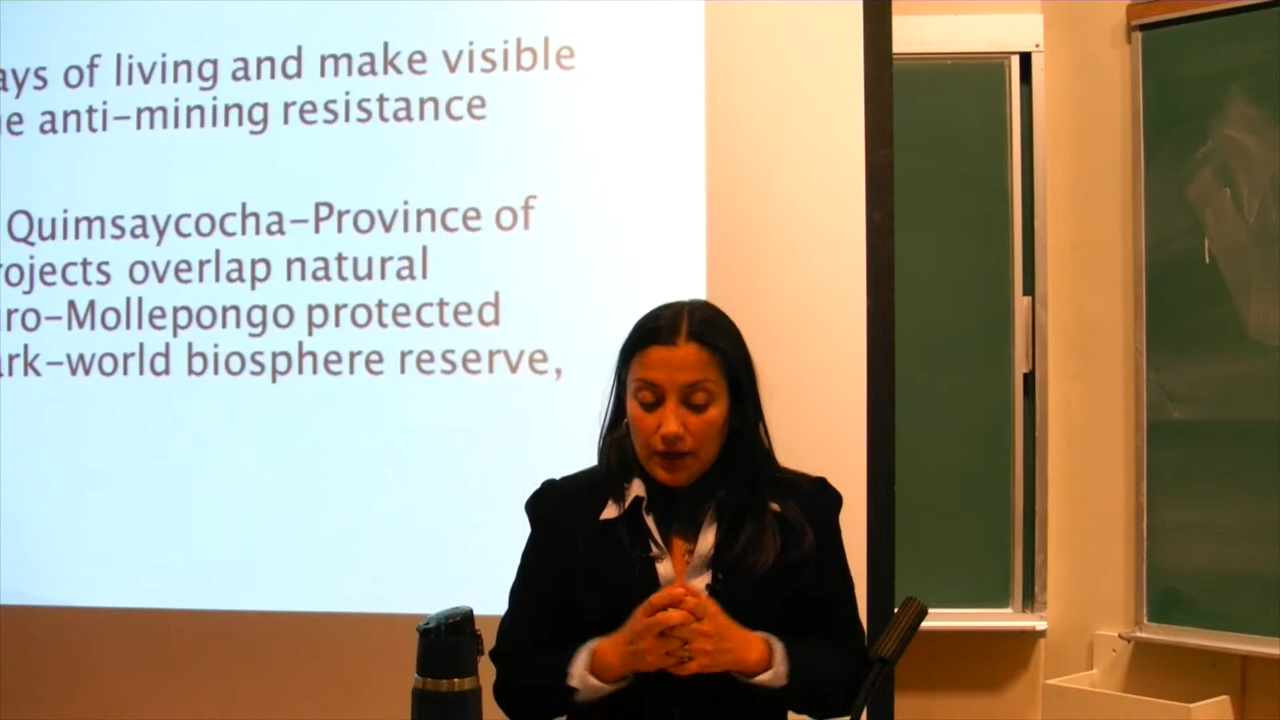 ays of living and make visible
e anti-mining resistance
Quimsaycocha-Province of
rojects overlap natural
ro-Mollepongo protected
ark-world biosphere reserve,